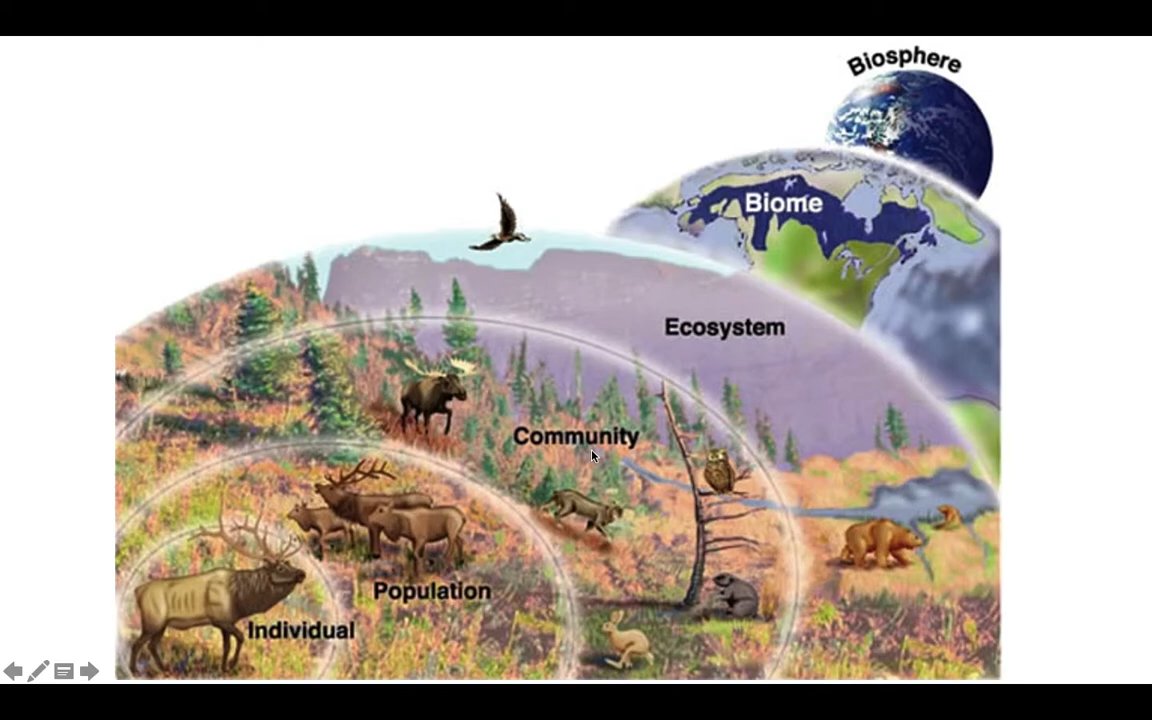 Biosphere
Biome
Ecosystem
Community
Population
Individual